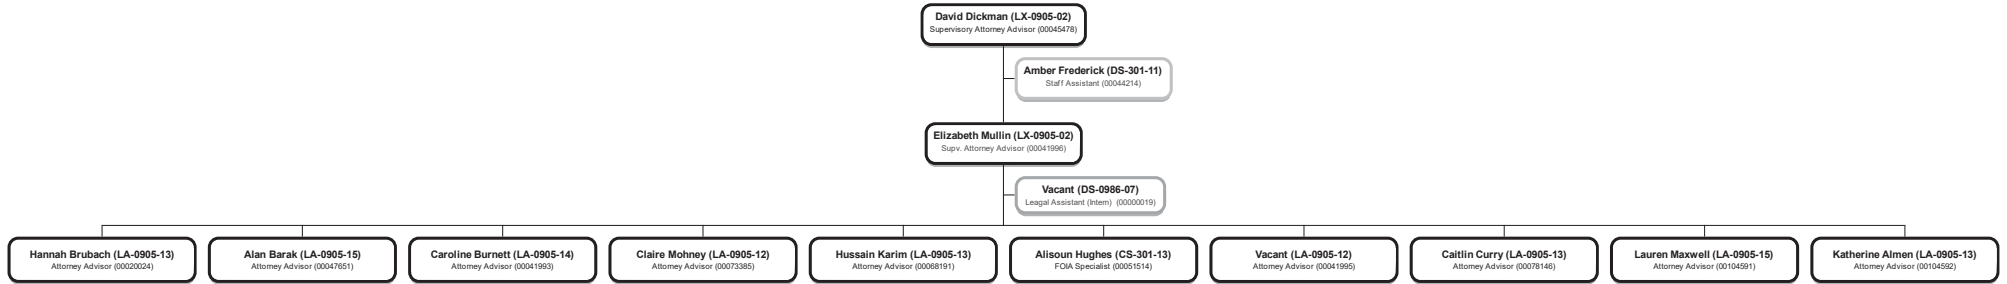 David Dickman (LX-0905-02)
Supervisory Attorney Advisor (00045478)
Amber Frederick (DS-301-11)
Staff Assistant (00044214)
Elizabeth Mullin (LX-0905-02)
Supv. Attorney Advisor (00041996)
Vacant (DS-0986-07)
Leagal Assistant (Intern) (00000019)
Hannah Brubach (LA-0905-13)
Attorney Advisor (00020024)
Alan Barak (LA-0905-15)
Attorney Advisor (00047651)
Caroline Burnett (LA-0905-14)
Attorney Advisor (00041993)
Claire Mohney (LA-0905-12)
Attorney Advisor (00073385)
Hussain Karim (LA-0905-13)
Attorney Advisor (00068191)
Alisoun Hughes (CS-301-13)
FOIA Specialist (00051514)
Vacant (LA-0905-12)
Attorney Advisor (00041995)
Caitlin Curry (LA-0905-13)
Attorney Advisor (00078146)
Lauren Maxwell (LA-0905-15)
Attorney Advisor (00104591)
Katherine Almen (LA-0905-13)
Attorney Advisor (00104592)